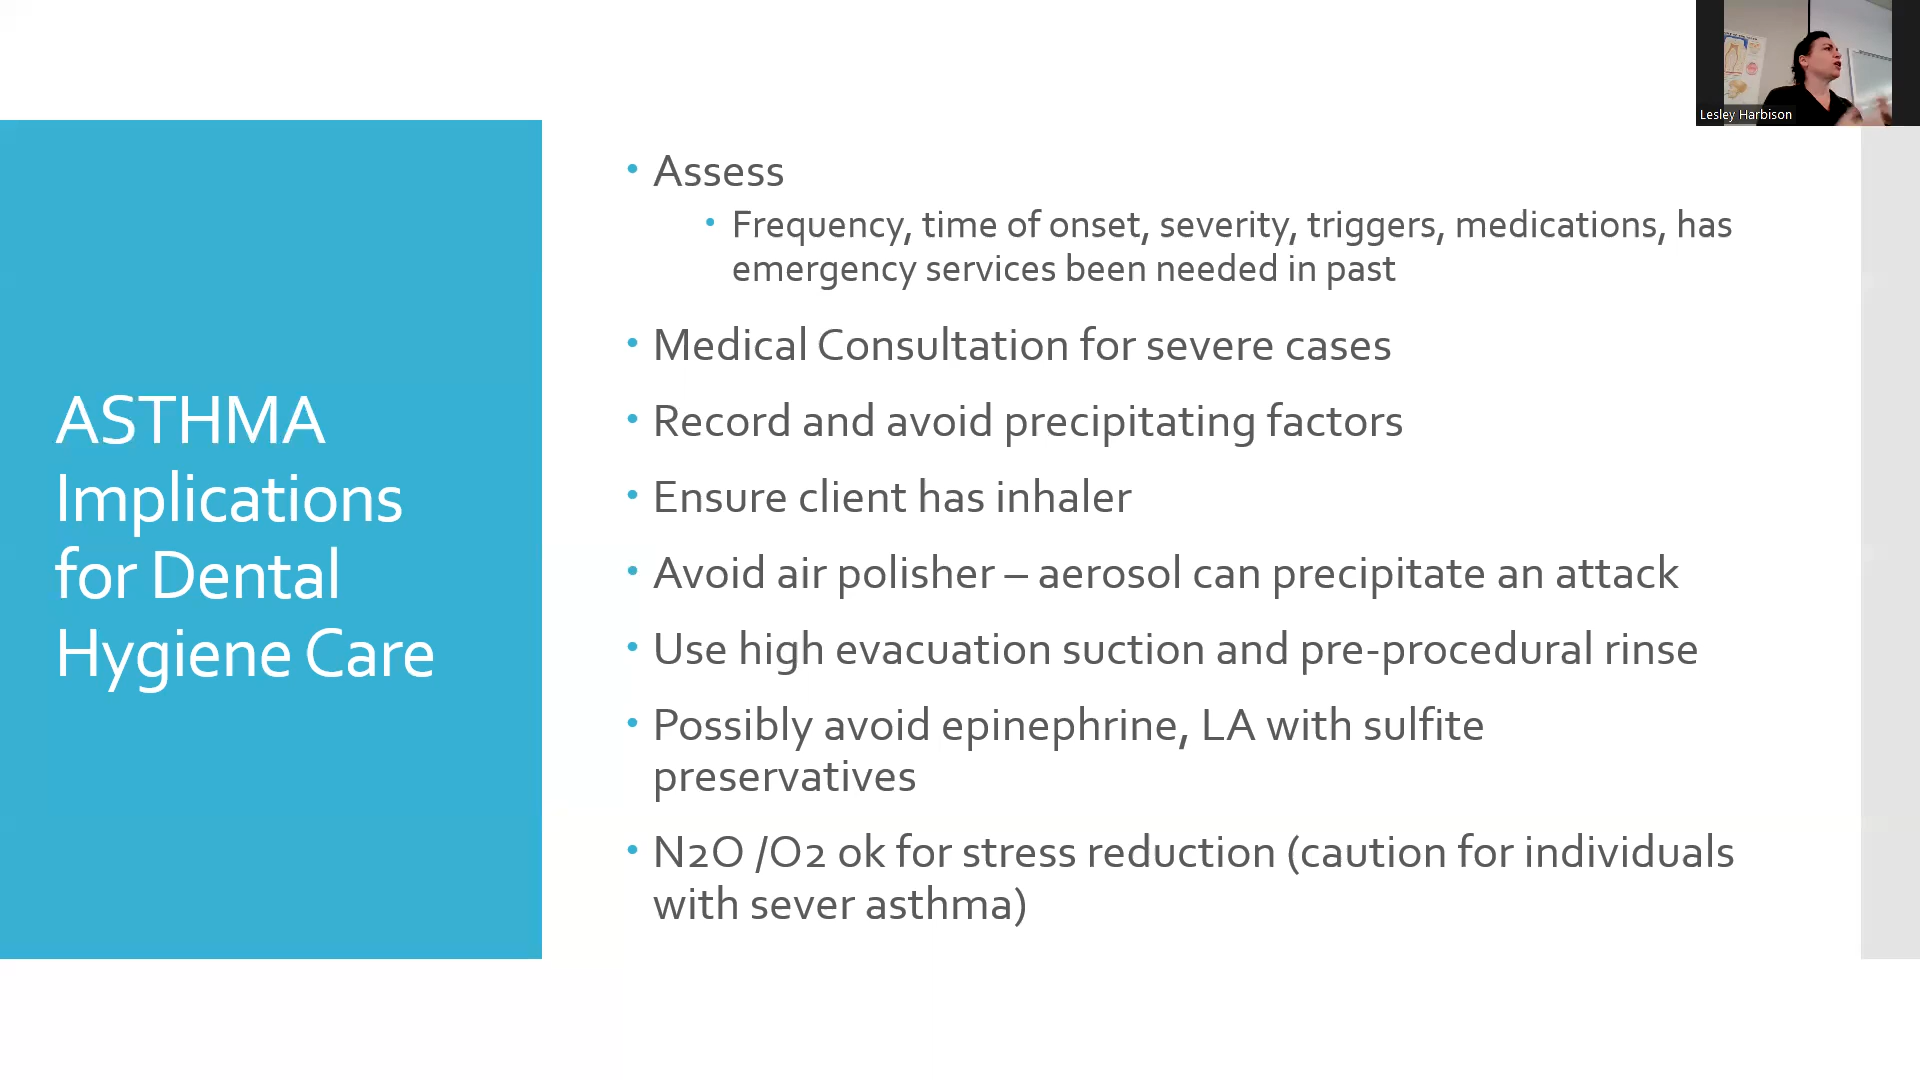 Lesley Harbison
ASTHMA
Implications
for Dental
Hygiene Care
• Assess
• Frequency, time of onset, severity, triggers, medications, has
emergency services been needed in past
• Medical Consultation for severe cases
• Record and avoid precipitating factors
• Ensure client has inhaler
• Avoid air polisher – aerosol can precipitate an attack
• Use high evacuation suction and pre-procedural rinse
• Possibly avoid epinephrine, LA with sulfite
preservatives
• N2O /O2 ok for stress reduction (caution for individuals
with sever asthma)